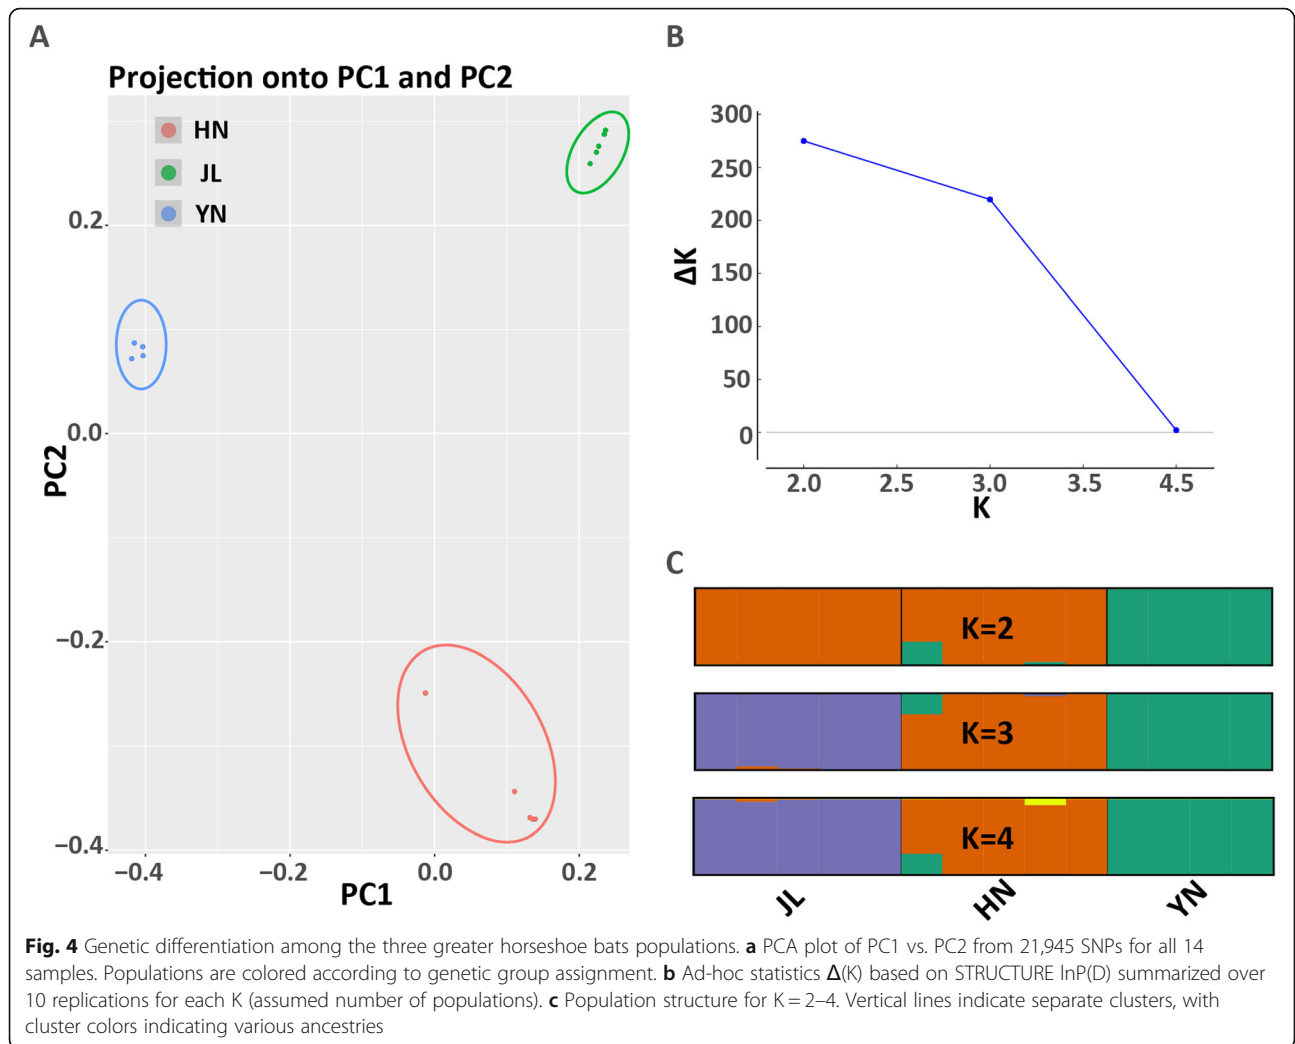 A
Projection onto PC1 and PC2
HN
JL
YN
0.2
0.0
−0.2
−0.4
PC2
−0.4
−0.2
0.0
0.2
PC1
B
300
250
200
150
100
50
0
ΔK
2.0
2.5
3.0
3.5
4.5
K
C
K=2
K=3
K=4
JL
HN
YN
Fig. 4 Genetic differentiation among the three greater horseshoe bats populations. a PCA plot of PC1 vs. PC2 from 21,945 SNPs for all 14
samples. Populations are colored according to genetic group assignment. b Ad-hoc statistics Δ(K) based on STRUCTURE lnP(D) summarized over
10 replications for each K (assumed number of populations). c Population structure for K = 2–4. Vertical lines indicate separate clusters, with
cluster colors indicating various ancestries